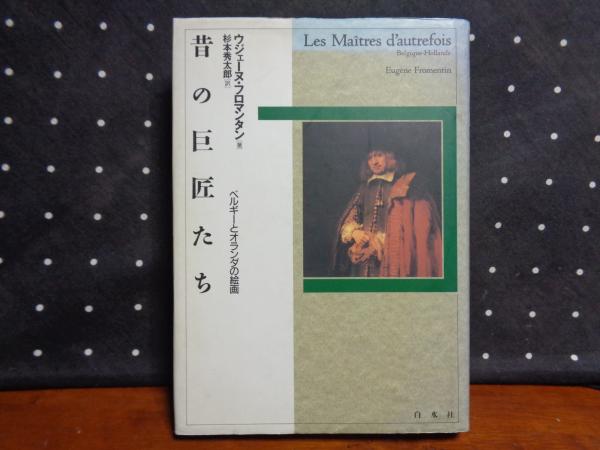 Les Maîtres d'autrefois
Belgique-Hollande
Eugène Fromentin
ウジェーヌ・フロマンタン 著
杉本秀太郎 訳
昔の巨匠たち
ベルギーとオランダの絵画
白水社